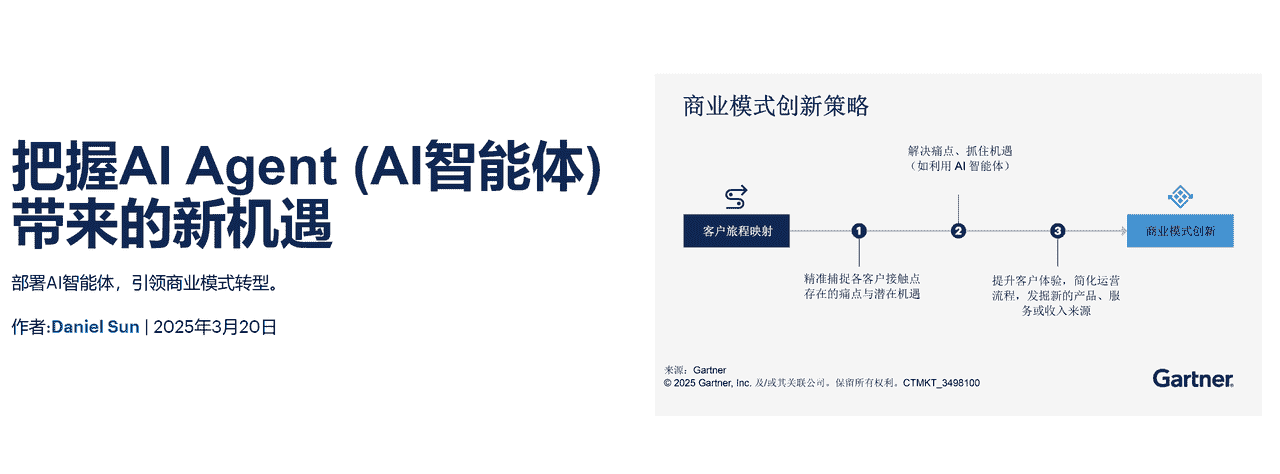 把握AI Agent (AI智能体)
带来的新机遇
部署AI智能体，引领商业模式转型。
作者:Daniel Sun | 2025年3月20日
商业模式创新策略
解决痛点、抓住机遇
（如利用 AI 智能体）
客户旅程映射
1
2
3
商业模式创新
精准捕捉各客户接触点
存在的痛点与潜在机遇
提升客户体验，简化运营
流程，发掘新的产品、服
务或收入来源
来源：Gartner
© 2025 Gartner, Inc. 及/或其关联公司。保留所有权利。CTMKT_3498100
Gartner®